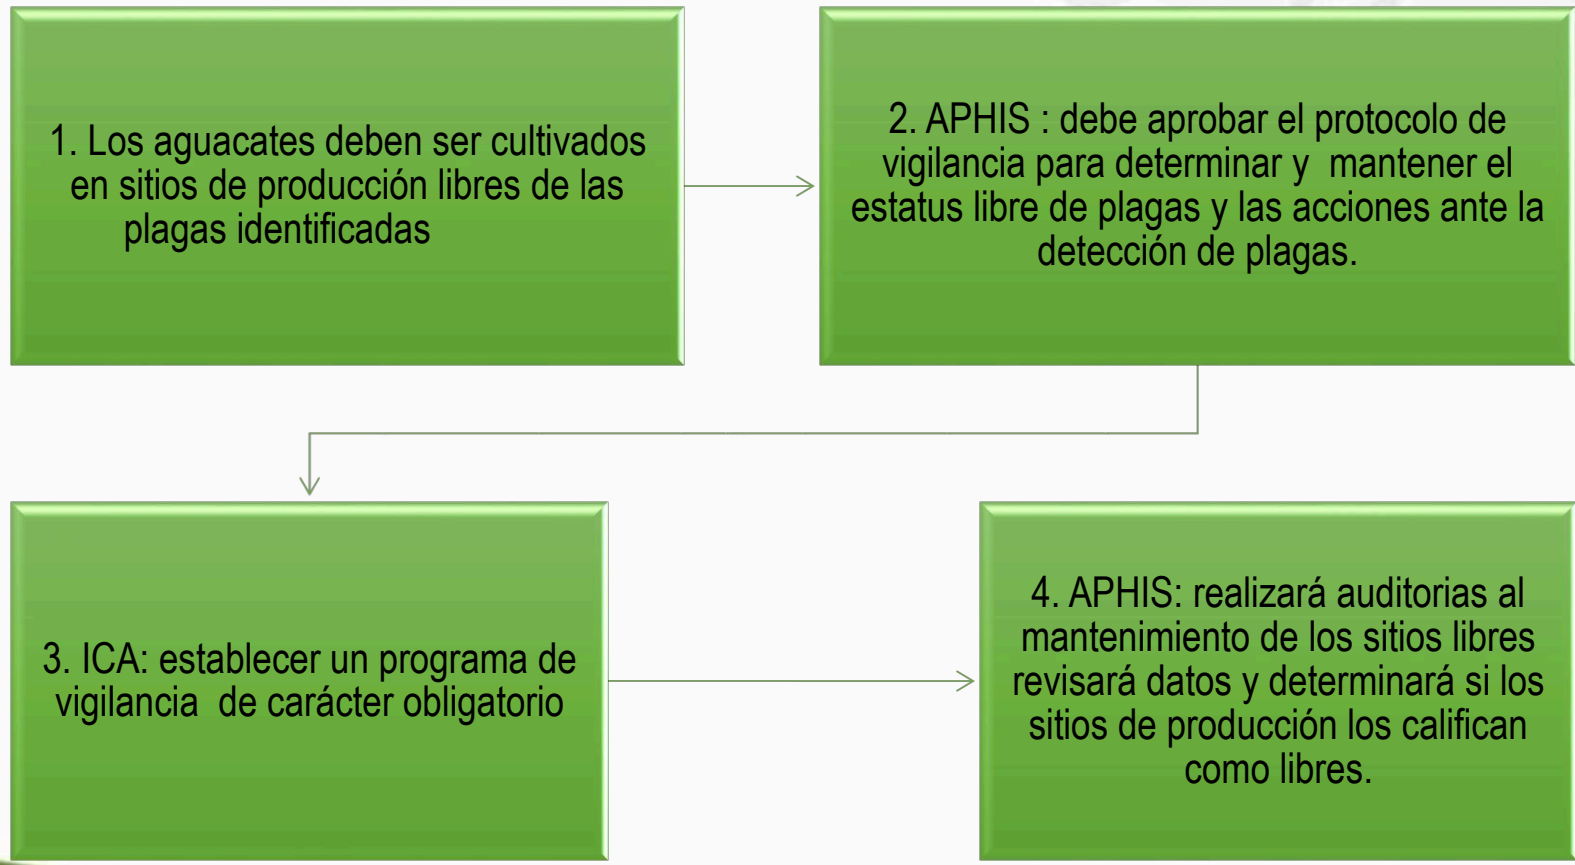 1. Los aguacates deben ser cultivados
en sitios de producción libres de las
plagas identificadas
2. APHIS : debe aprobar el protocolo de
vigilancia para determinar y mantener el
estatus libre de plagas y las acciones ante la
detección de plagas.
3. ICA: establecer un programa de
vigilancia de carácter obligatorio
4. APHIS: realizará auditorias al
mantenimiento de los sitios libres
revisará datos y determinará si los
sitios de producción los califican
como libres.